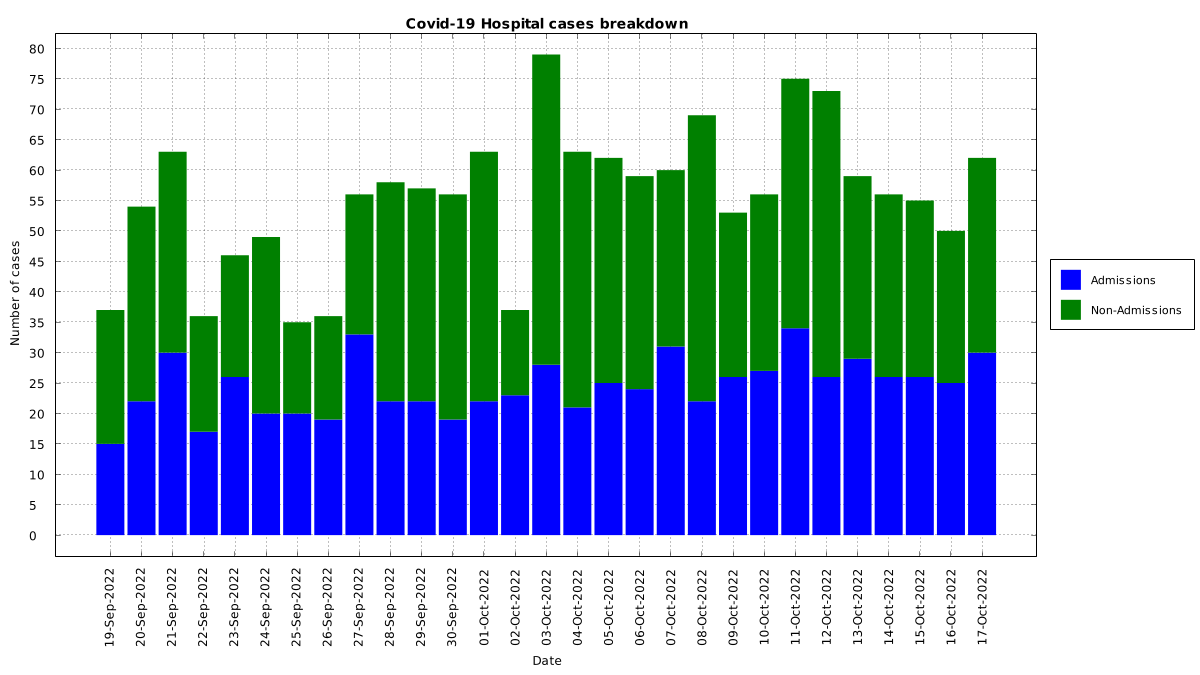 Covid-19 Hospital cases breakdown
Number of cases
80
75
70
65
60
55
50
45
40
35
30
25
20
15
10
5
0
19-Sep-2022
20-Sep-2022
21-Sep-2022
22-Sep-2022
23-Sep-2022
24-Sep-2022
25-Sep-2022
26-Sep-2022
27-Sep-2022
28-Sep-2022
29-Sep-2022
30-Sep-2022
01-Oct-2022
02-Oct-2022
03-Oct-2022
04-Oct-2022
05-Oct-2022
06-Oct-2022
07-Oct-2022
08-Oct-2022
09-Oct-2022
10-Oct-2022
11-Oct-2022
12-Oct-2022
13-Oct-2022
14-Oct-2022
15-Oct-2022
16-Oct-2022
17-Oct-2022
Date
Admissions
Non-Admissions